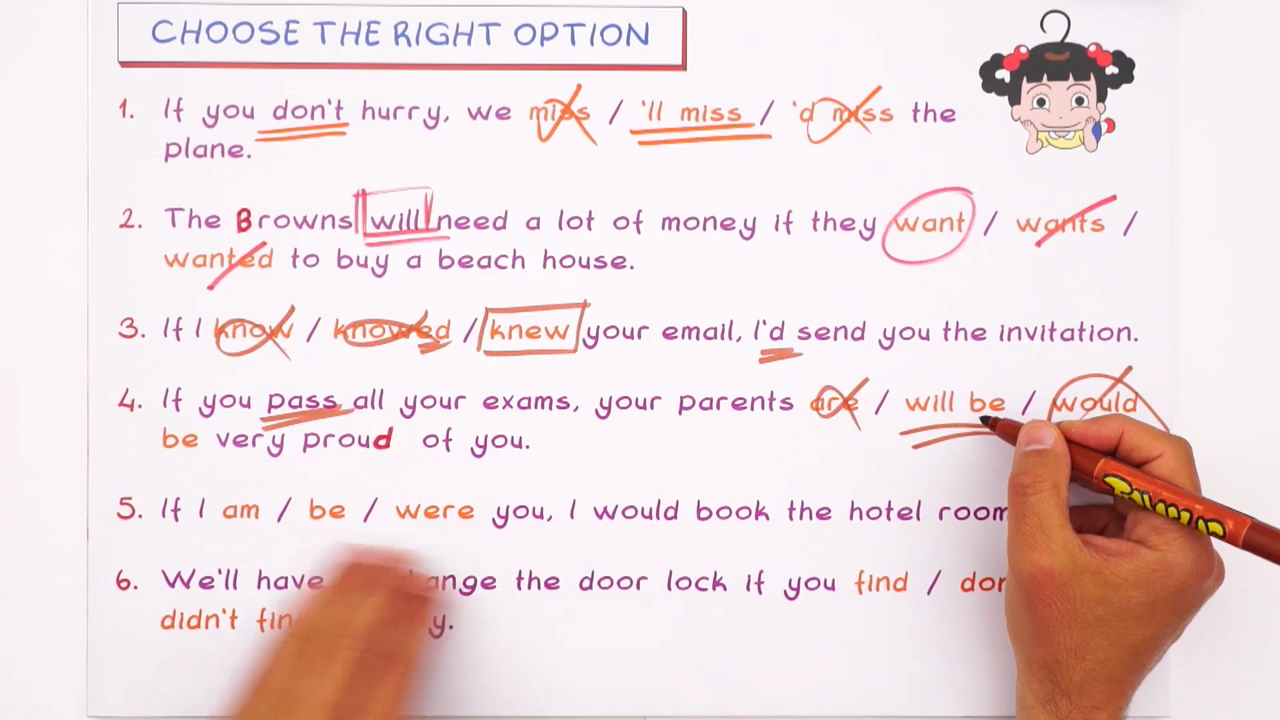 CHOOSE THE RIGHT OPTION
1. If you don't hurry, we miss / 'll miss / 'd miss the
plane.
2. The Browns will need a lot of money if they want / wants /
wanted to buy a beach house.
3. If I know / knowed / knew your email, I'd send you the invitation.
4. If you pass all your exams, your parents are / will be / would
be very proud of you.
5. If I am / be / were you, I would book the hotel room
6. We'll have the door lock if you find /
didn't